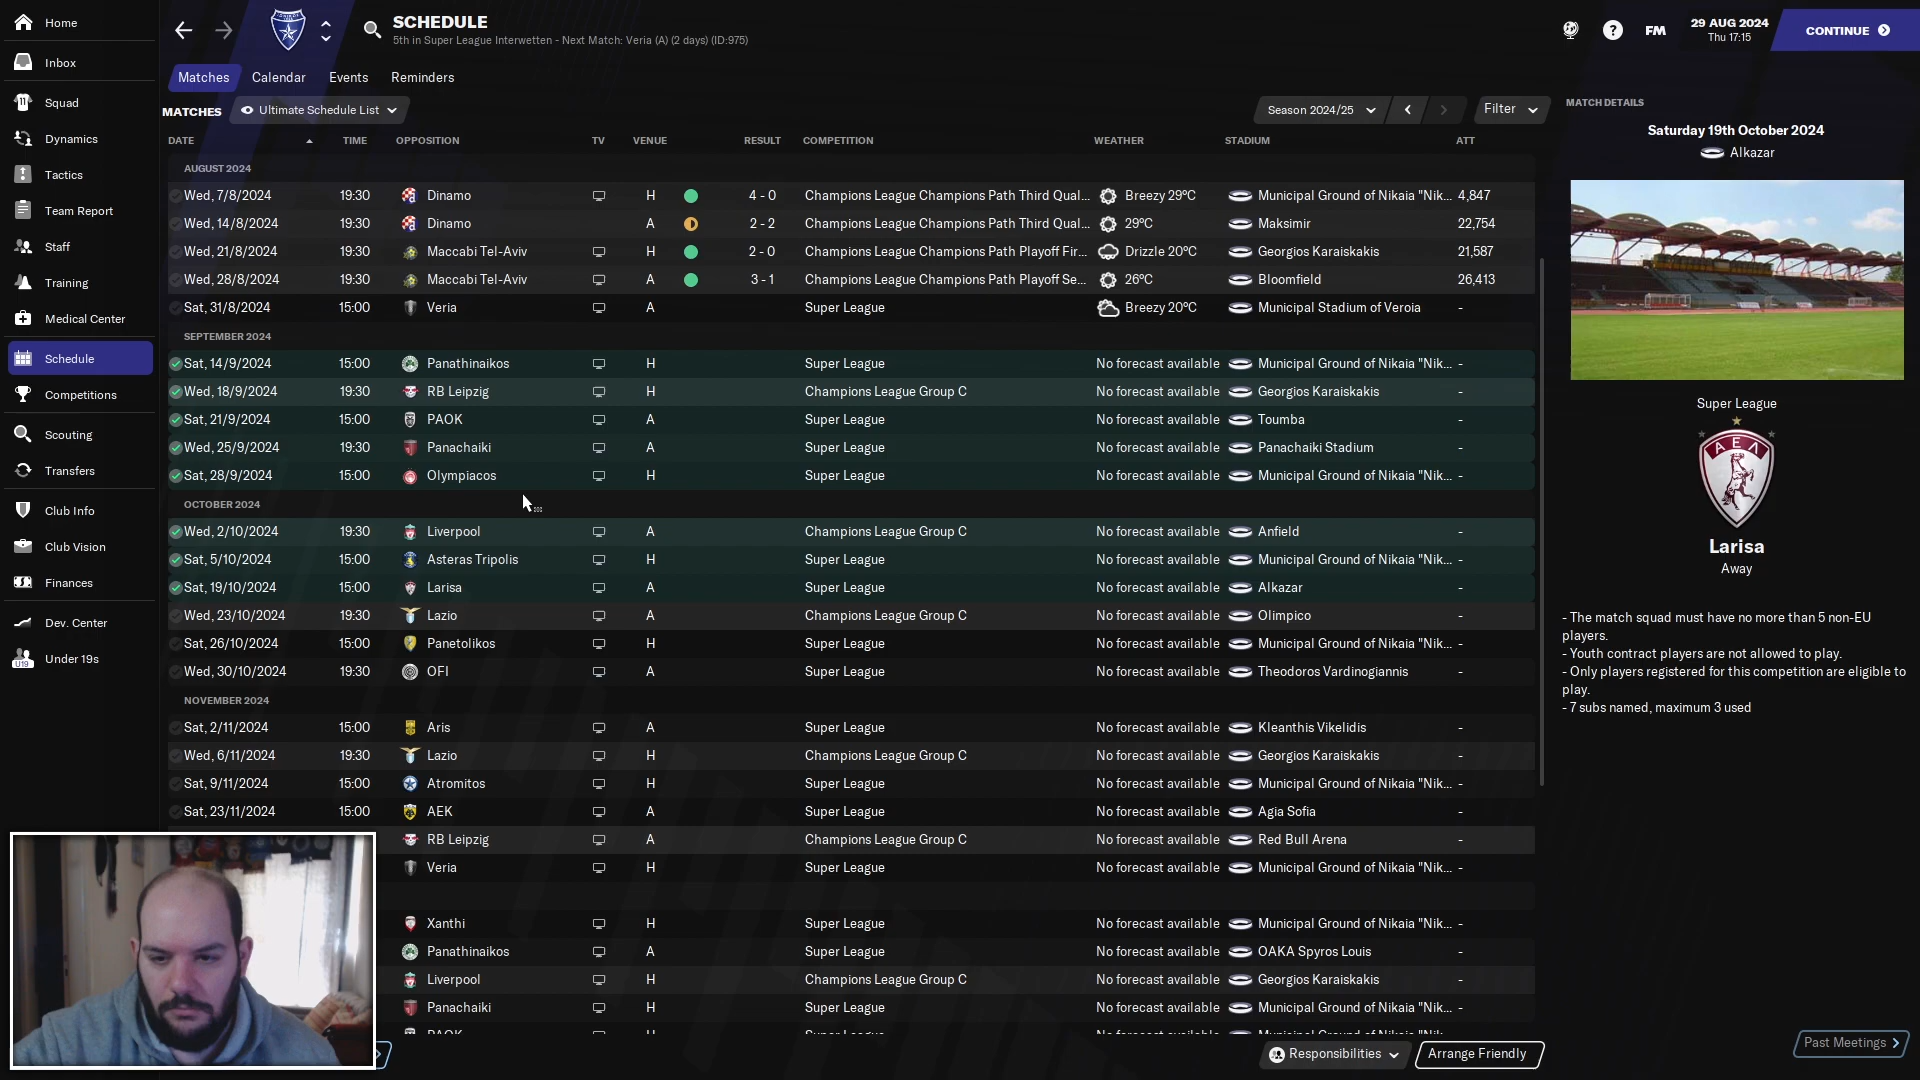 Home
Inbox
Squad
Dynamics
Tactics
Team Report
Staff
Training
Medical Center
Schedule
Competitions
Scouting
Transfers
Club Info
Club Vision
Finances
Dev. Center
Under 19s
SCHEDULE
5th in Super League Interwetten - Next Match: Veria (A) (2 days) (ID:975)
FM
29 AUG 2024
Thu 17:15
CONTINUE
Matches Calendar Events Reminders
MATCHES Ultimate Schedule List Season 2024/25 Filter
DATE TIME OPPOSITION TV VENUE RESULT COMPETITION WEATHER STADIUM ATT
AUGUST 2024
Wed, 7/8/2024 19:30 Dinamo H 4 - 0 Champions League Champions Path Third Qual... Breezy 29ºC Municipal Ground of Nikaia "Nik... 4,847
Wed, 14/8/2024 19:30 Dinamo A 2 - 2 Champions League Champions Path Third Qual... 29ºC Maksimir 22,754
Wed, 21/8/2024 19:30 Maccabi Tel-Aviv H 2 - 0 Champions League Champions Path Playoff Fir... Drizzle 20ºC Georgios Karaiskakis 21,587
Wed, 28/8/2024 19:30 Maccabi Tel-Aviv A 3 - 1 Champions League Champions Path Playoff Se... 26ºC Bloomfield 26,413
Sat, 31/8/2024 15:00 Veria A Super League Breezy 20ºC Municipal Stadium of Veroia -
SEPTEMBER 2024
Sat, 14/9/2024 15:00 Panathinaikos H Super League No forecast available Municipal Ground of Nikaia "Nik... -
Wed, 18/9/2024 19:30 RB Leipzig H Champions League Group C No forecast available Georgios Karaiskakis -
Sat, 21/9/2024 15:00 PAOK A Super League No forecast available Toumba -
Wed, 25/9/2024 19:30 Panachaiki A Super League No forecast available Panachaiki Stadium -
Sat, 28/9/2024 15:00 Olympiacos H Super League No forecast available Municipal Ground of Nikaia "Nik... -
OCTOBER 2024
Wed, 2/10/2024 19:30 Liverpool A Champions League Group C No forecast available Anfield -
Sat, 5/10/2024 15:00 Asteras Tripolis H Super League No forecast available Municipal Ground of Nikaia "Nik... -
Sat, 19/10/2024 15:00 Larisa A Super League No forecast available Alkazar -
Wed, 23/10/2024 19:30 Lazio A Champions League Group C No forecast available Olimpico -
Sat, 26/10/2024 15:00 Panetolikos H Super League No forecast available Municipal Ground of Nikaia "Nik... -
Wed, 30/10/2024 19:30 OFI A Super League No forecast available Theodoros Vardinogiannis -
NOVEMBER 2024
Sat, 2/11/2024 15:00 Aris A Super League No forecast available Kleanthis Vikelidis -
Wed, 6/11/2024 19:30 Lazio H Champions League Group C No forecast available Georgios Karaiskakis -
Sat, 9/11/2024 15:00 Atromitos H Super League No forecast available Municipal Ground of Nikaia "Nik... -
Sat, 23/11/2024 15:00 AEK A Super League No forecast available Agia Sofia -
RB Leipzig A Champions League Group C No forecast available Red Bull Arena -
Veria H Super League No forecast available Municipal Ground of Nikaia "Nik... -
Xanthi H Super League No forecast available Municipal Ground of Nikaia "Nik... -
Panathinaikos A Super League No forecast available OAKA Spyros Louis -
Liverpool H Champions League Group C No forecast available Georgios Karaiskakis -
Panachaiki H Super League No forecast available Municipal Ground of Nikaia "Nik... -
PAOK H Super League No forecast available Municipal Ground of Nikaia "Nik... -
Responsibilities Arrange Friendly
MATCH DETAILS
Saturday 19th October 2024
Alkazar
Super League
ΑΕΛ
Larisa
Away
- The match squad must have no more than 5 non-EU
players.
- Youth contract players are not allowed to play.
- Only players registered for this competition are eligible to
play.
- 7 subs named, maximum 3 used
Past Meetings